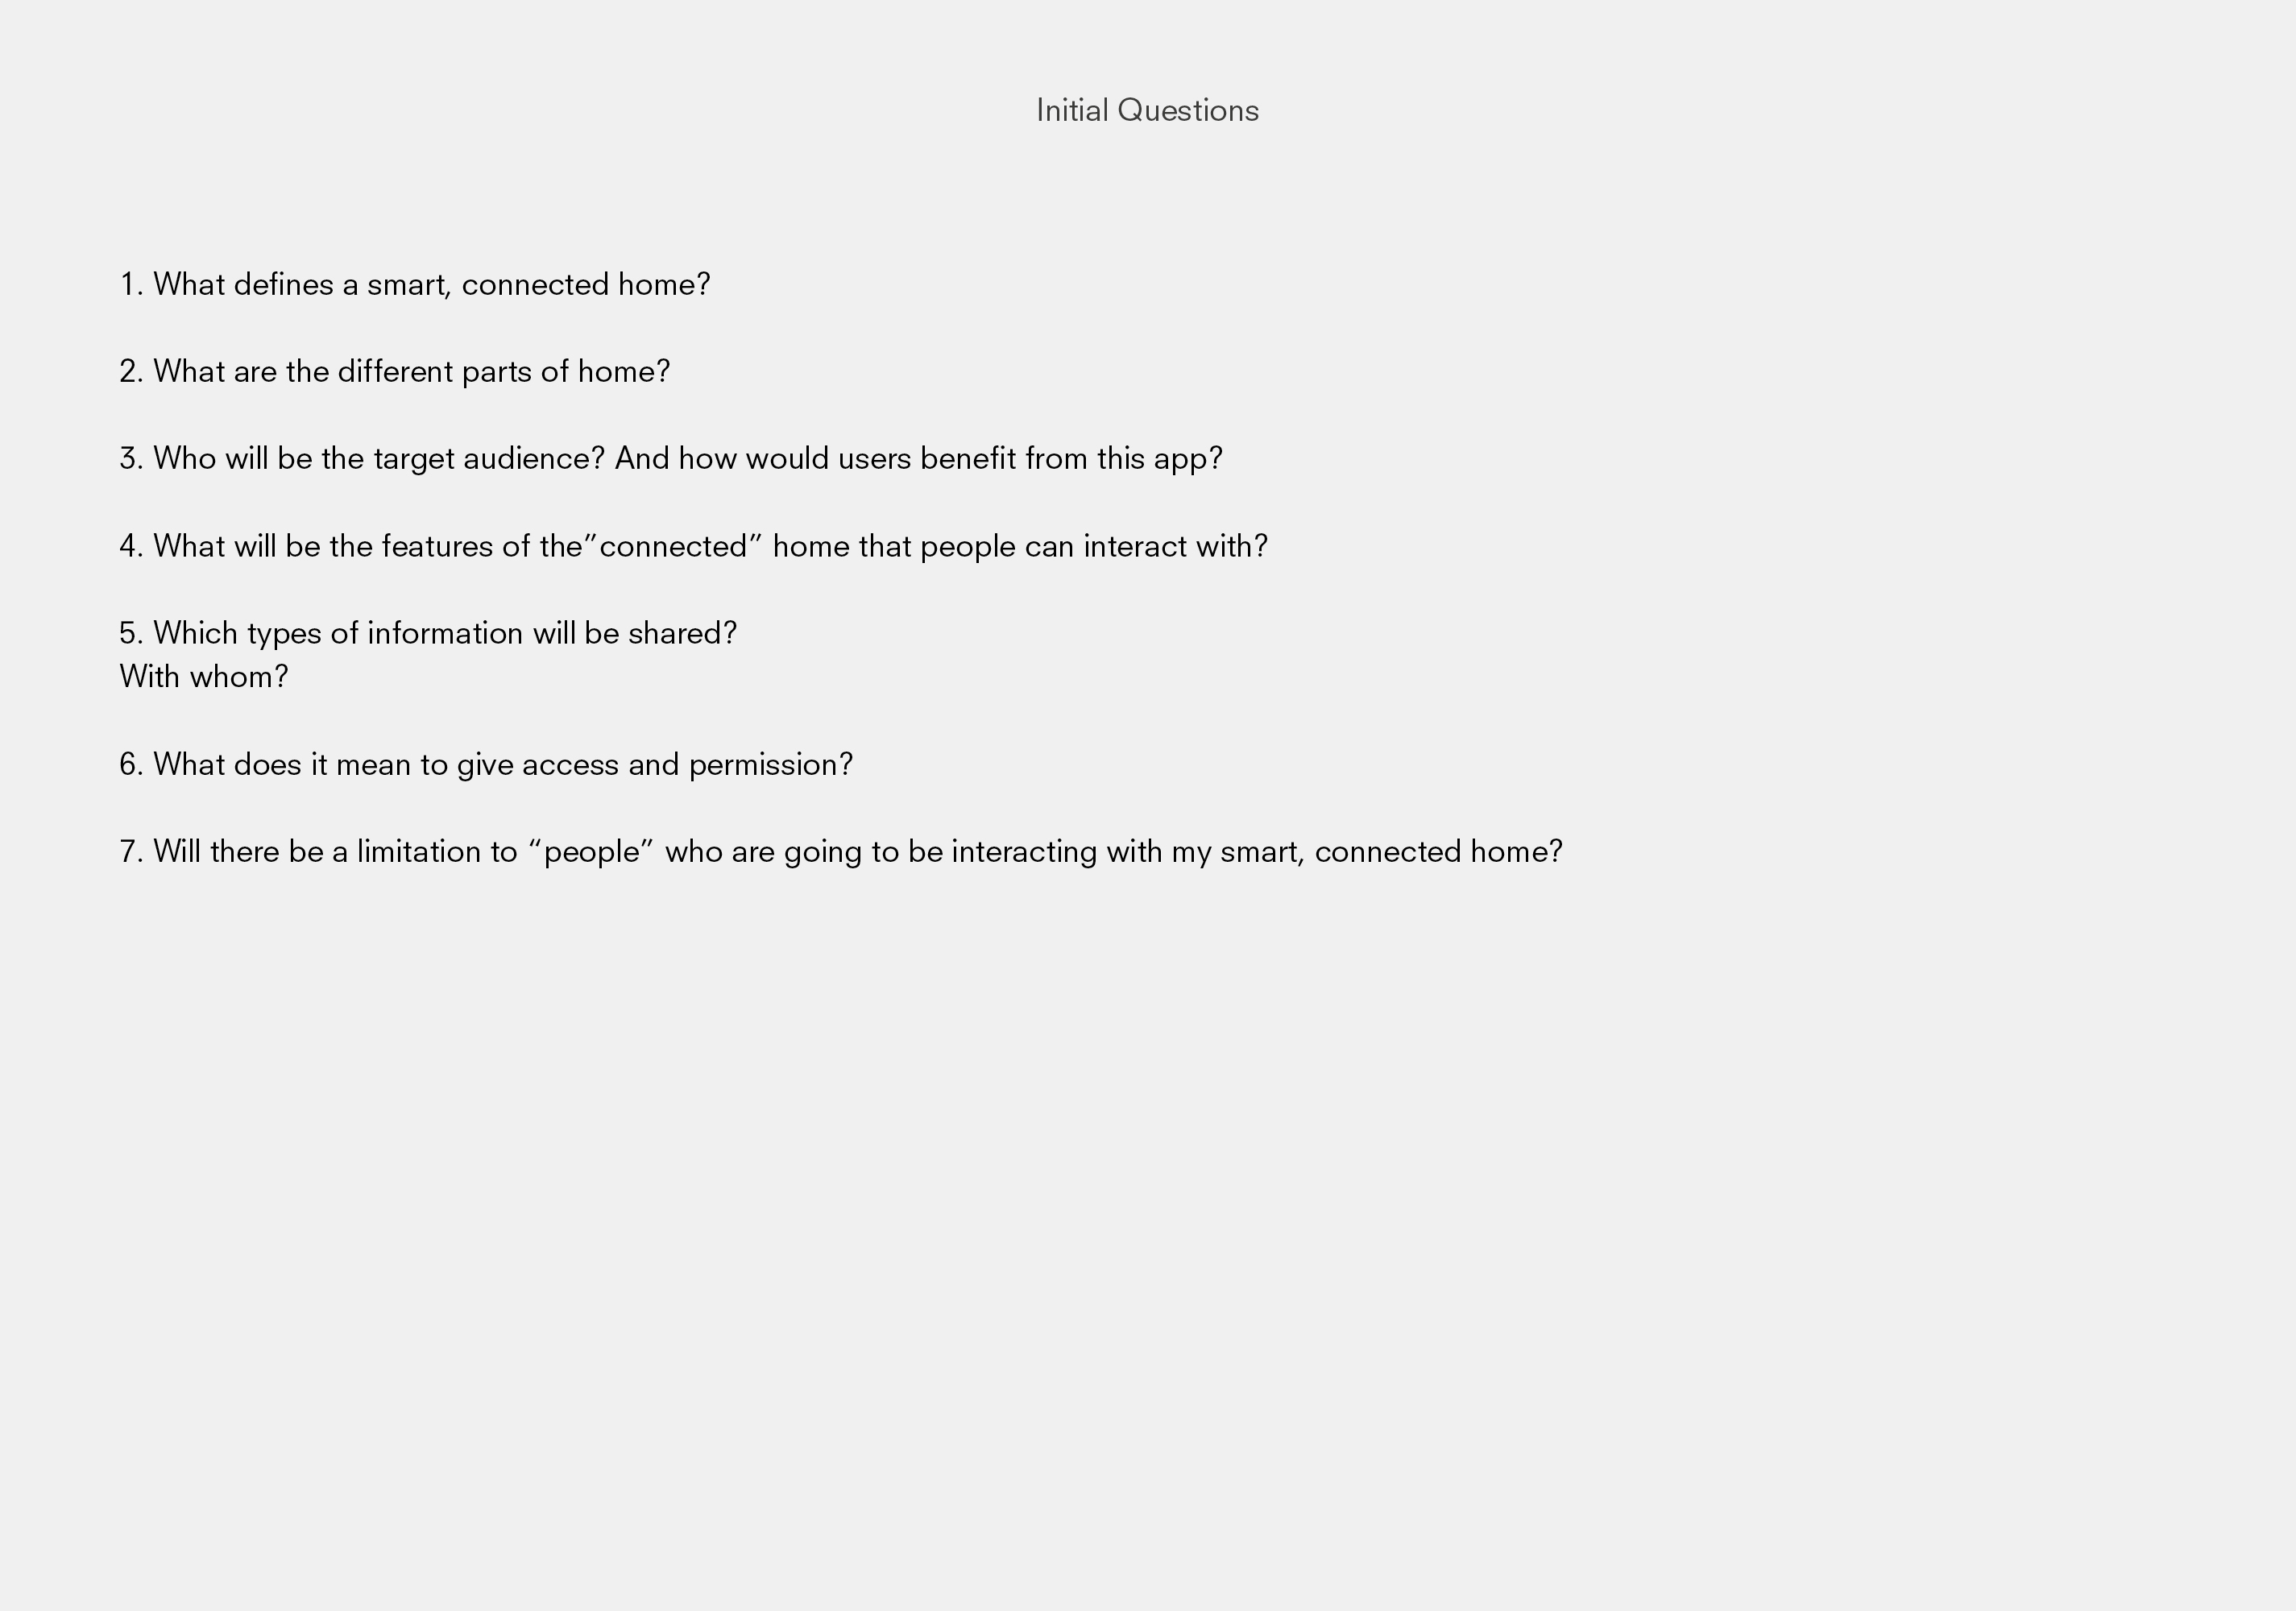 Initial Questions
1. What defines a smart, connected home?
2. What are the different parts of home?
3. Who will be the target audience? And how would users benefit from this app?
4. What will be the features of the”connected” home that people can interact with?
5. Which types of information will be shared?
With whom?
6. What does it mean to give access and permission?
7. Will there be a limitation to “people” who are going to be interacting with my smart, connected home?